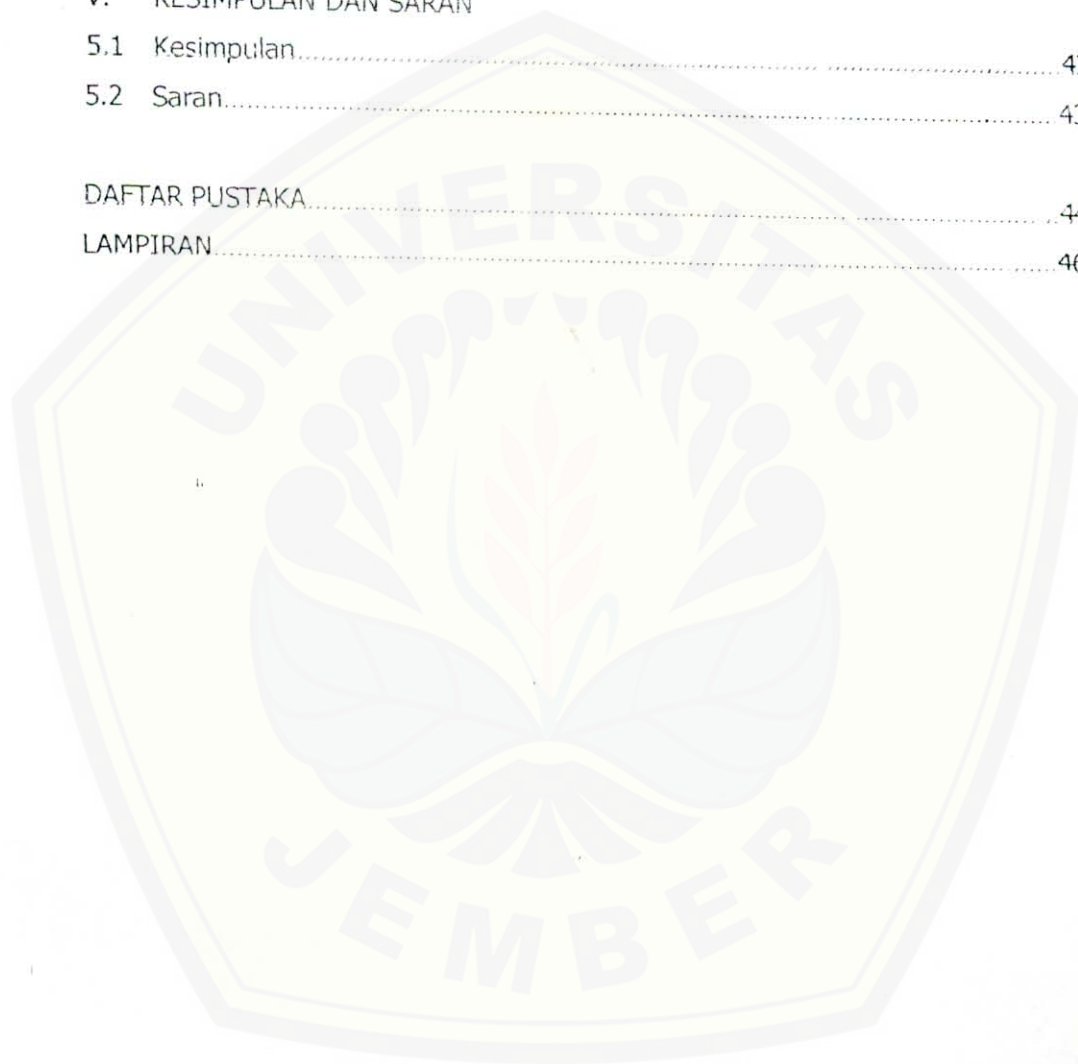 V. KESIMPULAN DAN SARAN
5.1 Kesimpulan
5.2 Saran
DAFTAR PUSTAKA
LAMPIRAN
UNIVERSITAS
JEMBER